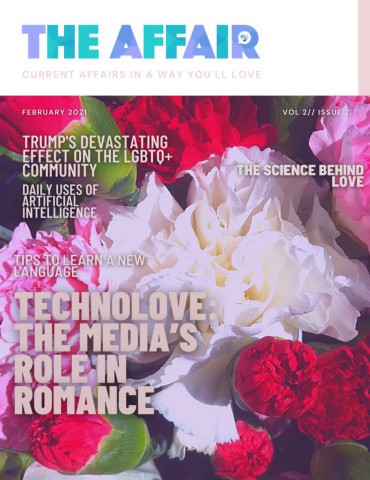 THE AFFAIR
CURRENT AFFAIRS IN A WAY YOU'LL LOVE
FEBRUARY 2021
VOL 2// ISSUE 2
TRUMP'S DEVASTATING
EFFECT ON THE LGBTQ+
COMMUNITY
DAILY USES OF
ARTIFICIAL
INTELLIGENCE
THE SCIENCE BEHIND
LOVE
TIPS TO LEARN A NEW
LANGUAGE
TECHNOLOVE:
THE MEDIA'S
ROLE IN
ROMANCE